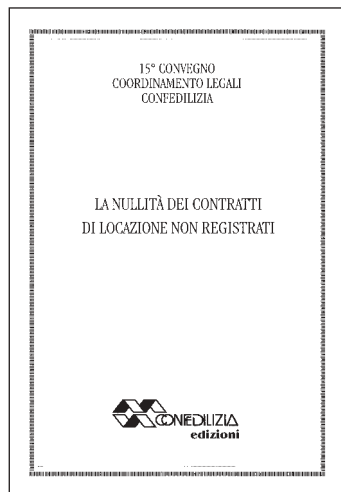 15° CONVEGNO
COORDINAMENTO LEGALI
CONFEDILIZIA
LA NULLITÀ DEI CONTRATTI
DI LOCAZIONE NON REGISTRATI
CONFEDILIZIA
edizioni